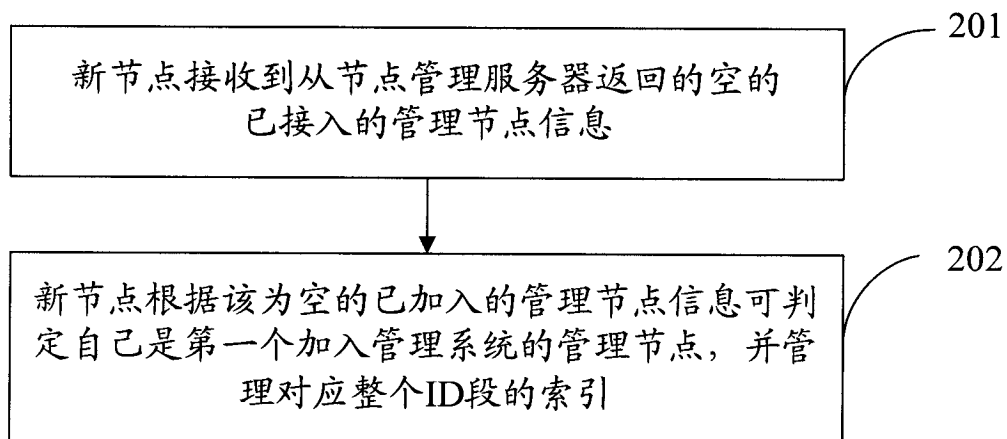 201
新节点接收到从节点管理服务器返回的空的
已接入的管理节点信息
202
新节点根据该为空的已加入的管理节点信息可判
定自己是第一个加入管理系统的管理节点，并管
理对应整个ID段的索引